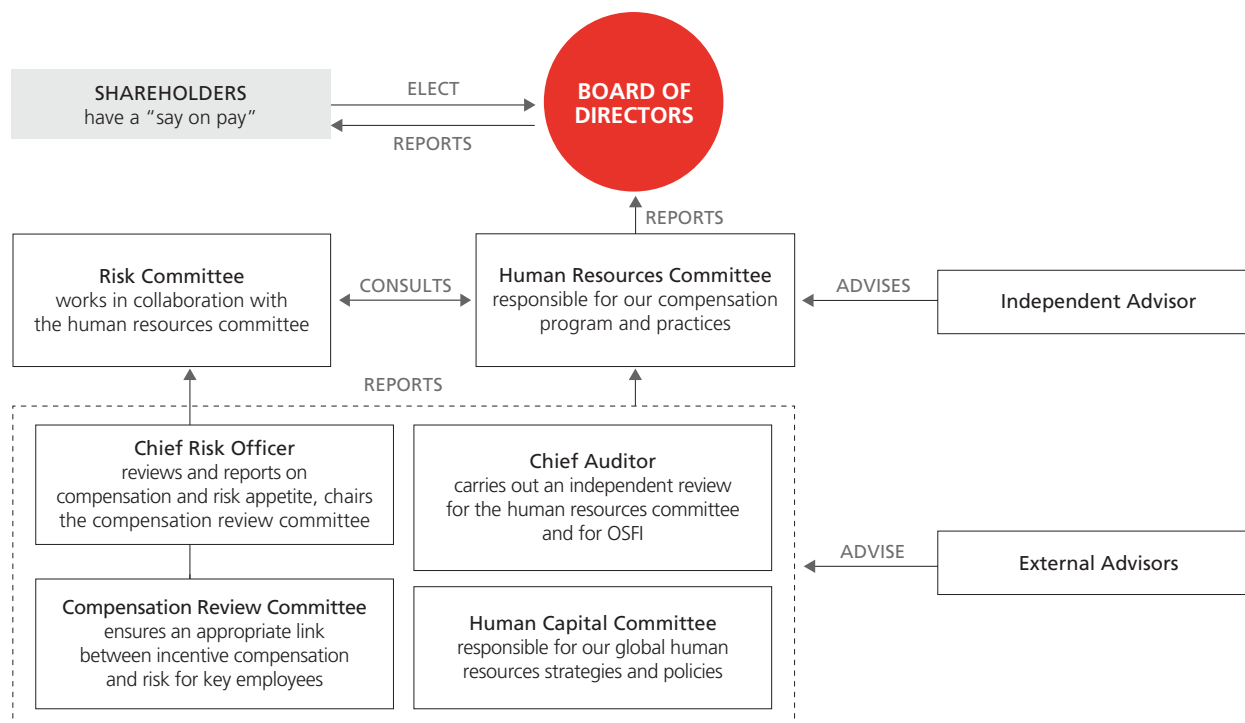 SHAREHOLDERS
have a “say on pay”
ELECT
REPORTS
BOARD OF
DIRECTORS
REPORTS
Risk Committee
works in collaboration with
the human resources committee
CONSULTS
Human Resources Committee
responsible for our compensation
program and practices
ADVISES
Independent Advisor
REPORTS
Chief Risk Officer
reviews and reports on
compensation and risk appetite, chairs
the compensation review committee
Chief Auditor
carries out an independent review
for the human resources committee
and for OSFI
ADVISE
External Advisors
Compensation Review Committee
ensures an appropriate link
between incentive compensation
and risk for key employees
Human Capital Committee
responsible for our global human
resources strategies and policies